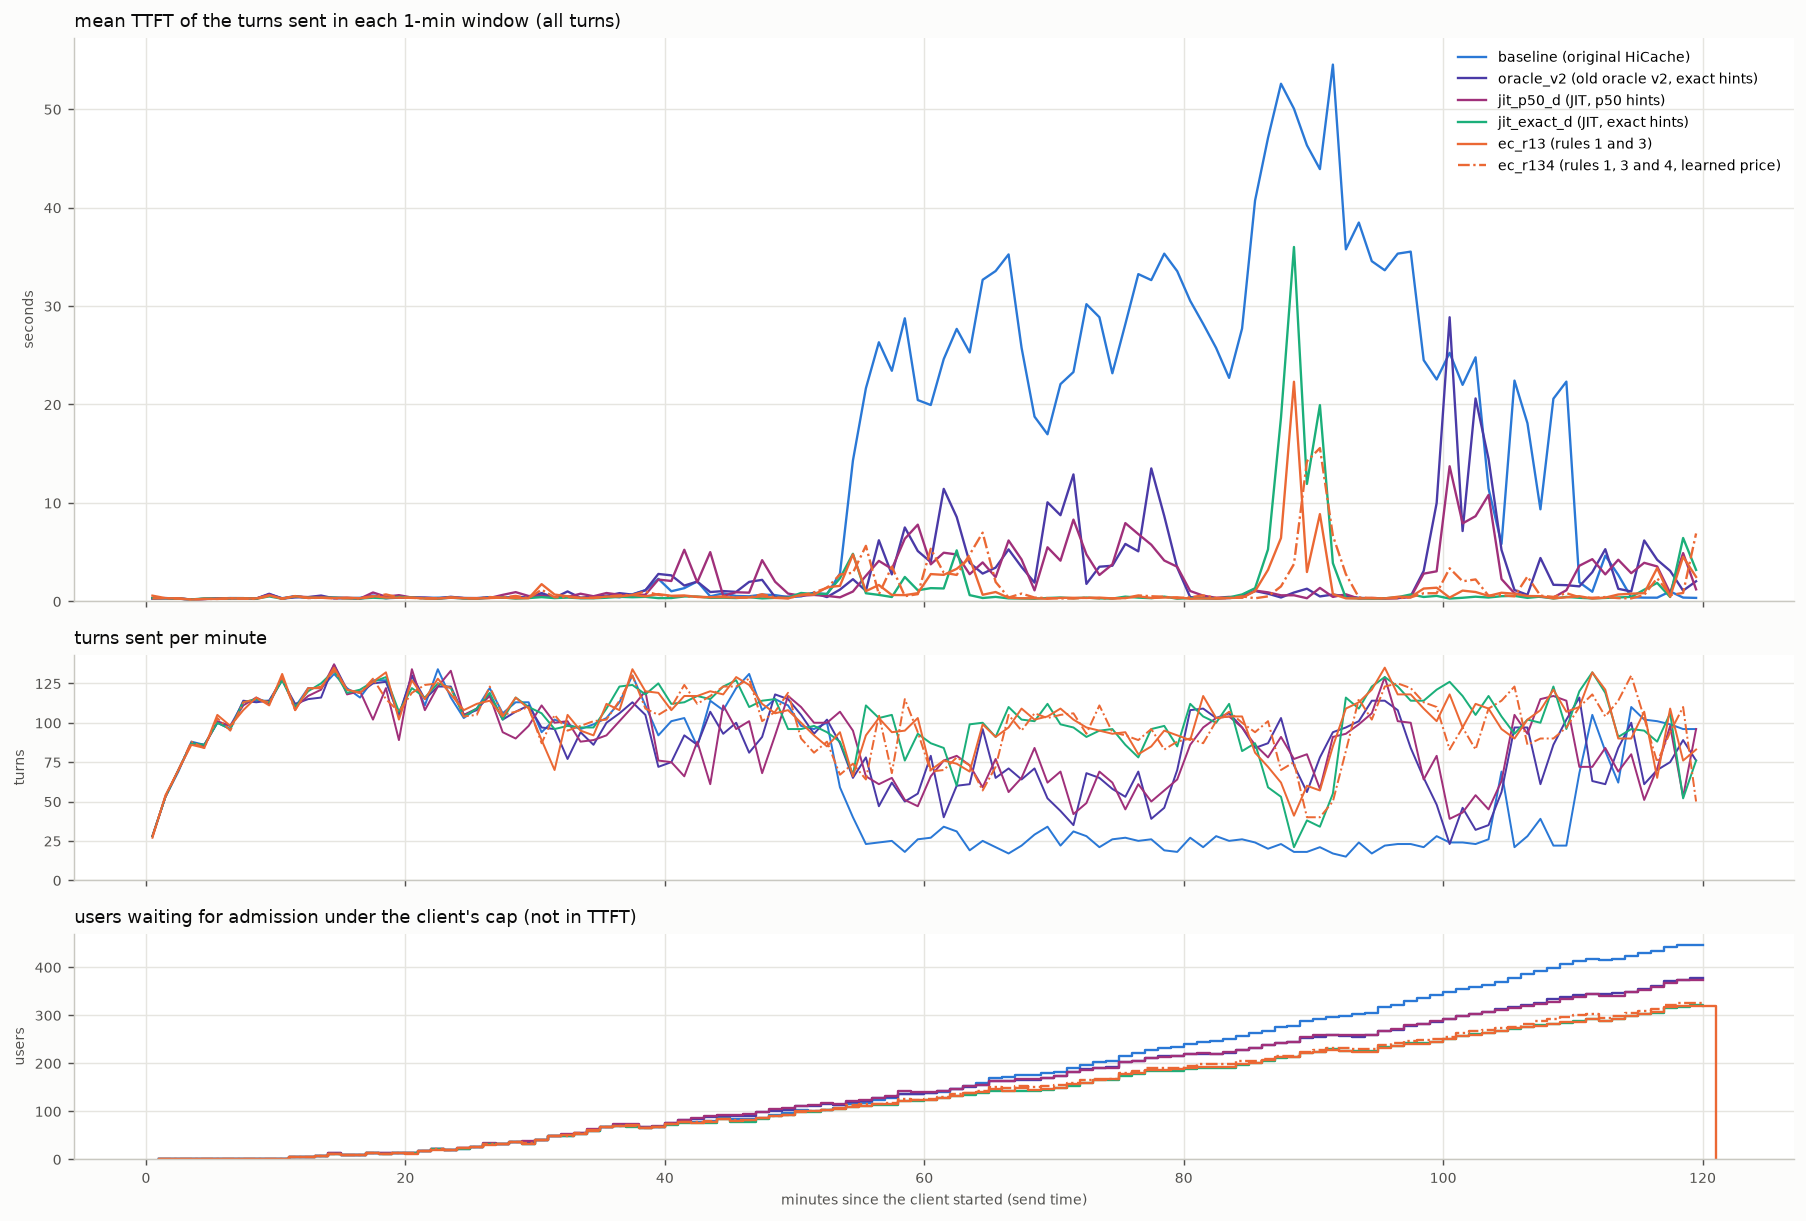 mean TTFT of the turns sent in each 1-min window (all turns)
baseline (original HiCache)
oracle_v2 (old oracle v2, exact hints)
jit_p50_d (JIT, p50 hints)
jit_exact_d (JIT, exact hints)
ec_r13 (rules 1 and 3)
ec_r134 (rules 1, 3 and 4, learned price)
seconds
50
40
30
20
10
0
turns sent per minute
turns
125
100
75
50
25
0
users waiting for admission under the client's cap (not in TTFT)
users
400
300
200
100
0
0 20 40 60 80 100 120
minutes since the client started (send time)